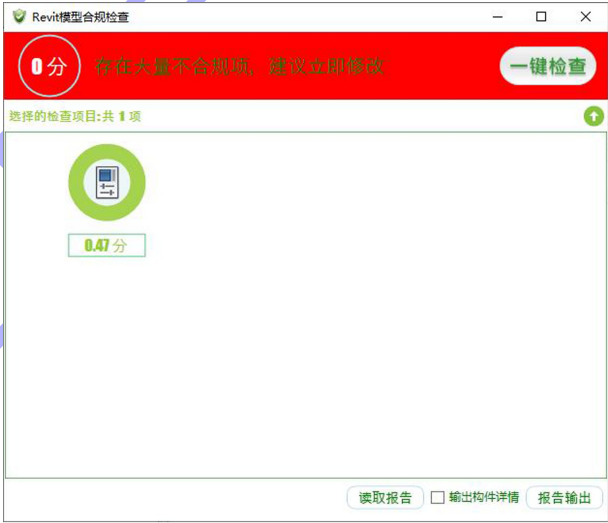 Revit模型合规检查
0分 存在大量不合规项，建议立即修改 一键检查
选择的检查项目:共 1 项
0.47 分
读取报告 输出构件详情 报告输出